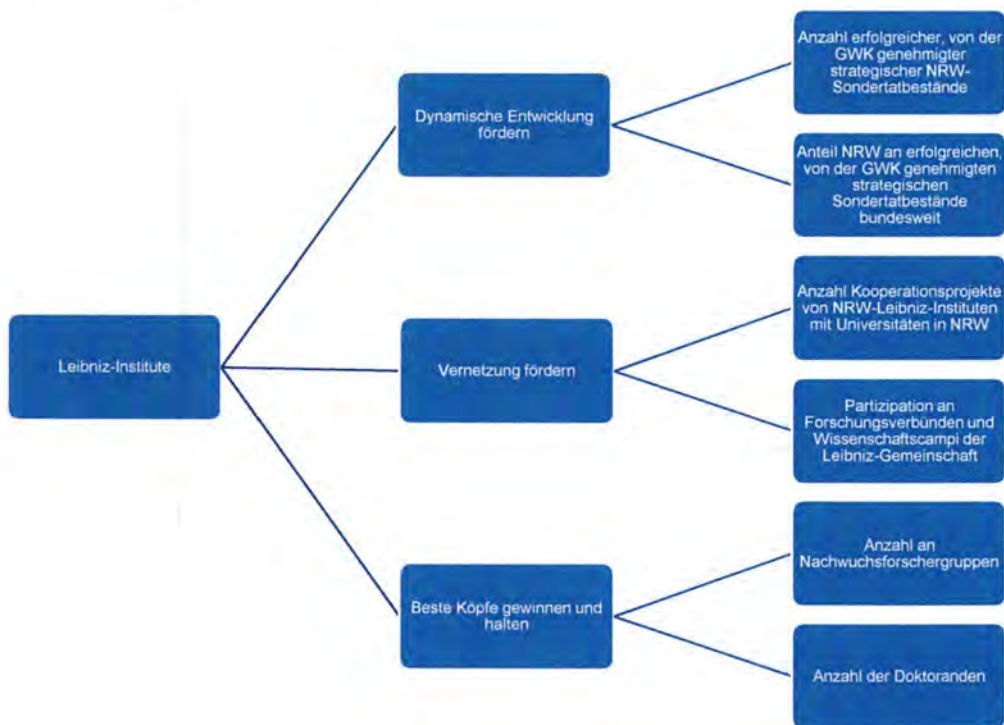 Leibniz-Institute
Dynamische Entwicklung
fördern
Anzahl erfolgreicher, von der
GWK genehmigter
strategischer NRW-
Sondertatbestände
Anteil NRW an erfolgreichen,
von der GWK genehmigten
strategischen
Sondertatbestände
bundesweit
Vernetzung fördern
Anzahl Kooperationsprojekte
von NRW-Leibniz-Instituten
mit Universitäten in NRW
Partizipation an
Forschungsverbünden und
Wissenschaftscampi der
Leibniz-Gemeinschaft
Beste Köpfe gewinnen und
halten
Anzahl an
Nachwuchsforschergruppen
Anzahl der Doktoranden